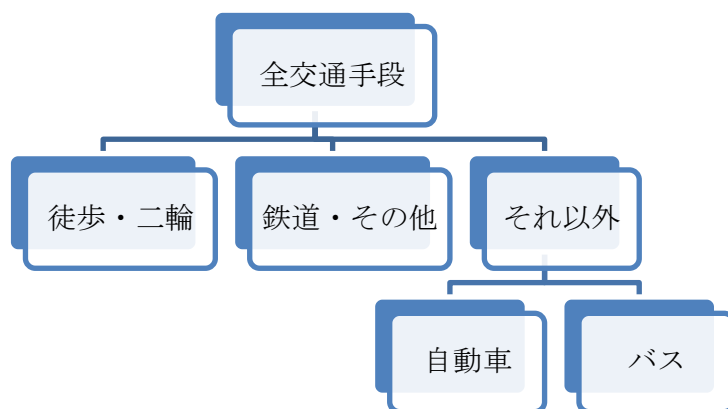 全交通手段
徒歩・二輪
鉄道・その他
それ以外
自動車
バス